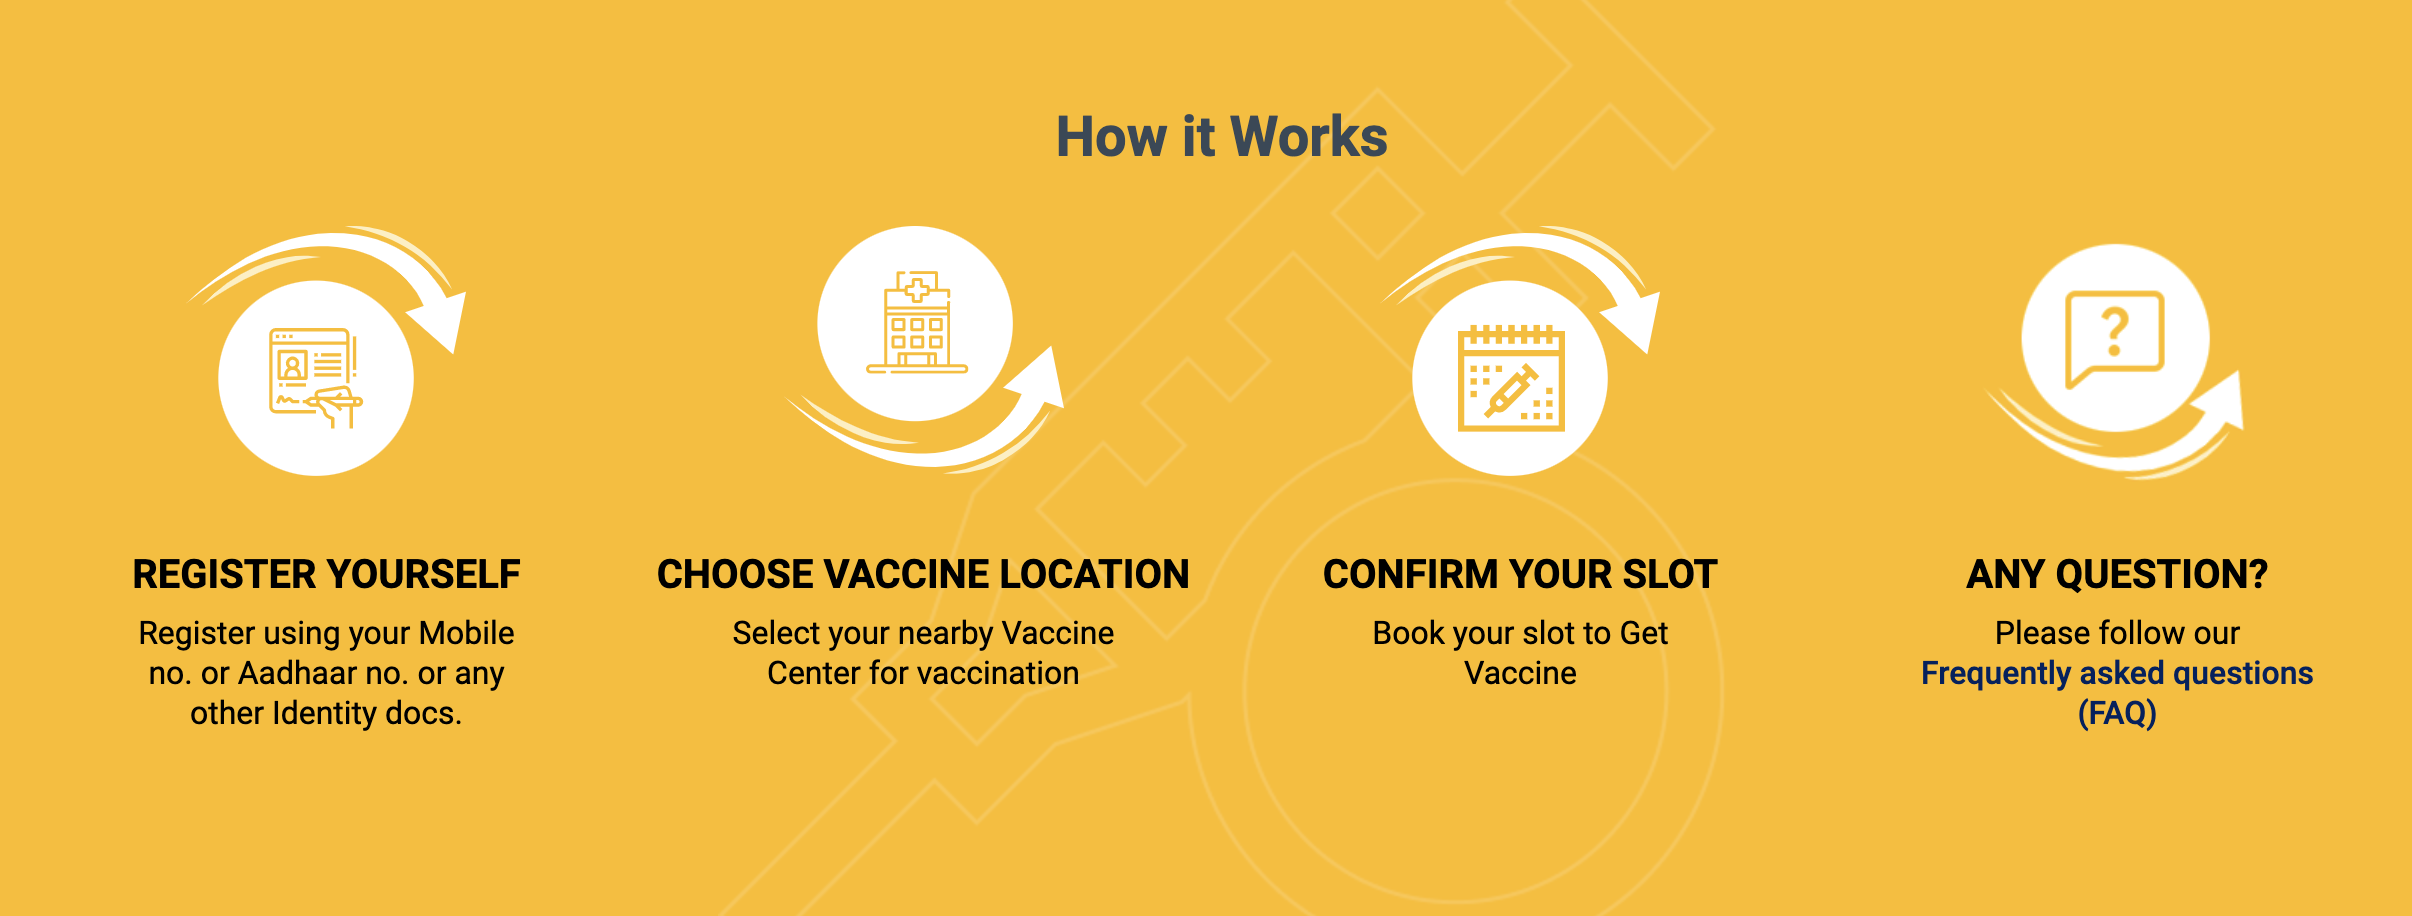 How it Works
REGISTER YOURSELF
Register using your Mobile
no. or Aadhaar no. or any
other Identity docs.
CHOOSE VACCINE LOCATION
Select your nearby Vaccine
Center for vaccination
CONFIRM YOUR SLOT
Book your slot to Get
Vaccine
ANY QUESTION?
Please follow our
Frequently asked questions
(FAQ)